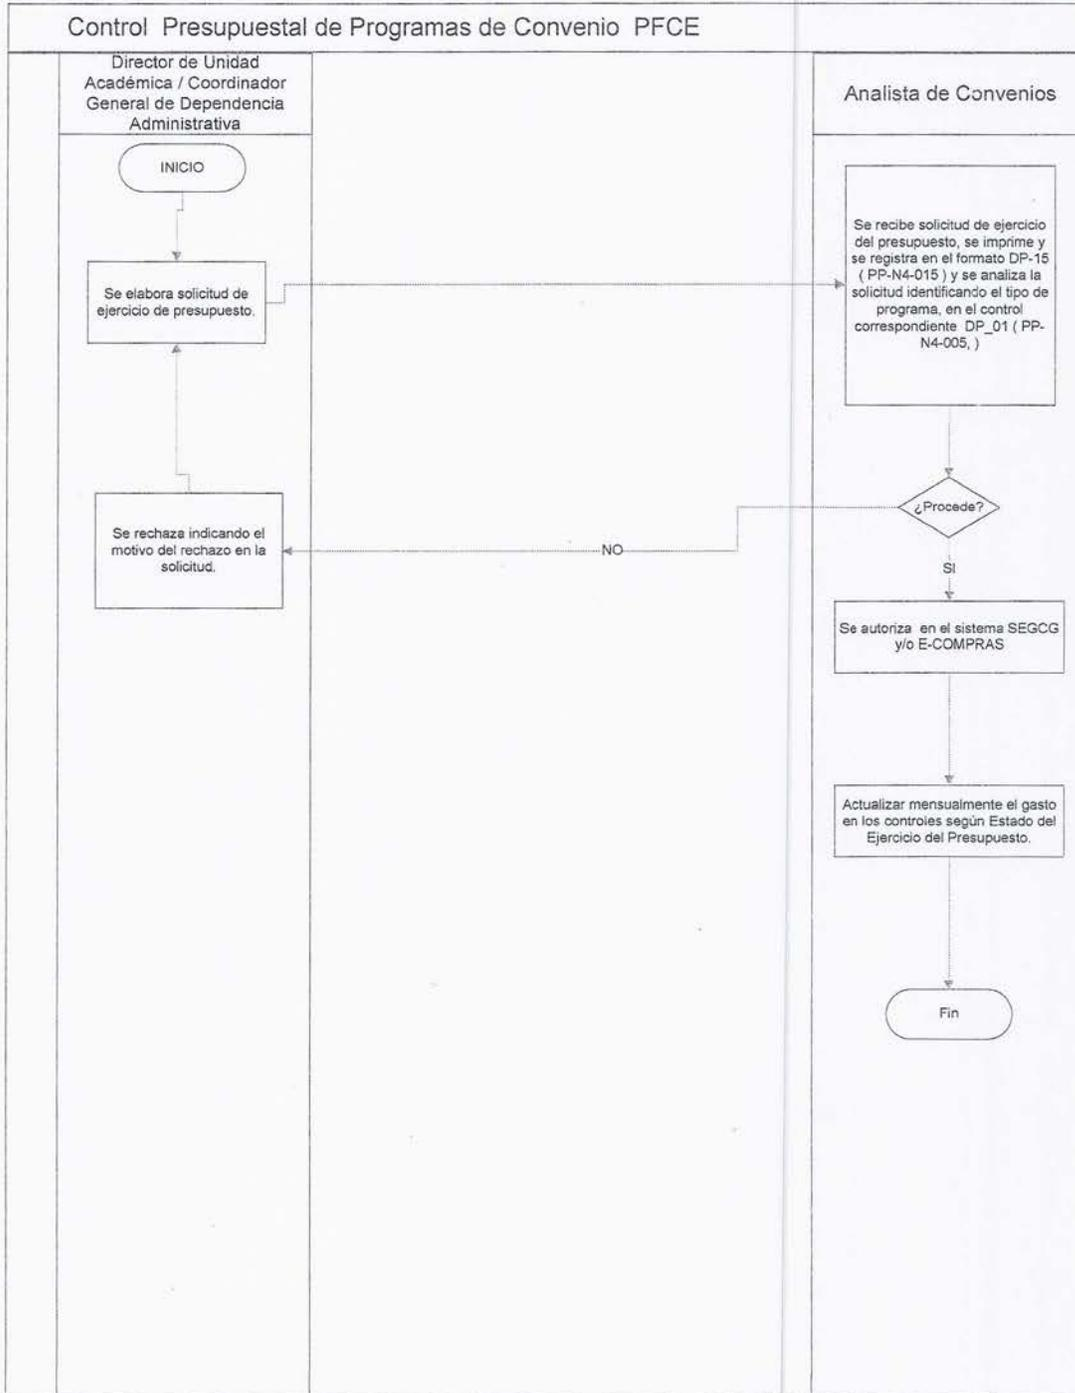 Control Presupuestal de Programas de Convenio PFCE
Director de Unidad
Académica / Coordinador
General de Dependencia
Administrativa
Analista de Convenios
INICIO
Se elabora solicitud de
ejercicio de presupuesto.
Se recibe solicitud de ejercicio
del presupuesto, se imprime y
se registra en el formato DP-15
( PP-N4-015 ) y se analiza la
solicitud identificando el tipo de
programa, en el control
correspondiente DP_01 ( PP-
N4-005, )
¿Procede?
NO
Se rechaza indicando el
motivo del rechazo en la
solicitud.
SI
Se autoriza en el sistema SEGCG
y/o E-COMPRAS
Actualizar mensualmente el gasto
en los controles según Estado del
Ejercicio del Presupuesto.
Fin